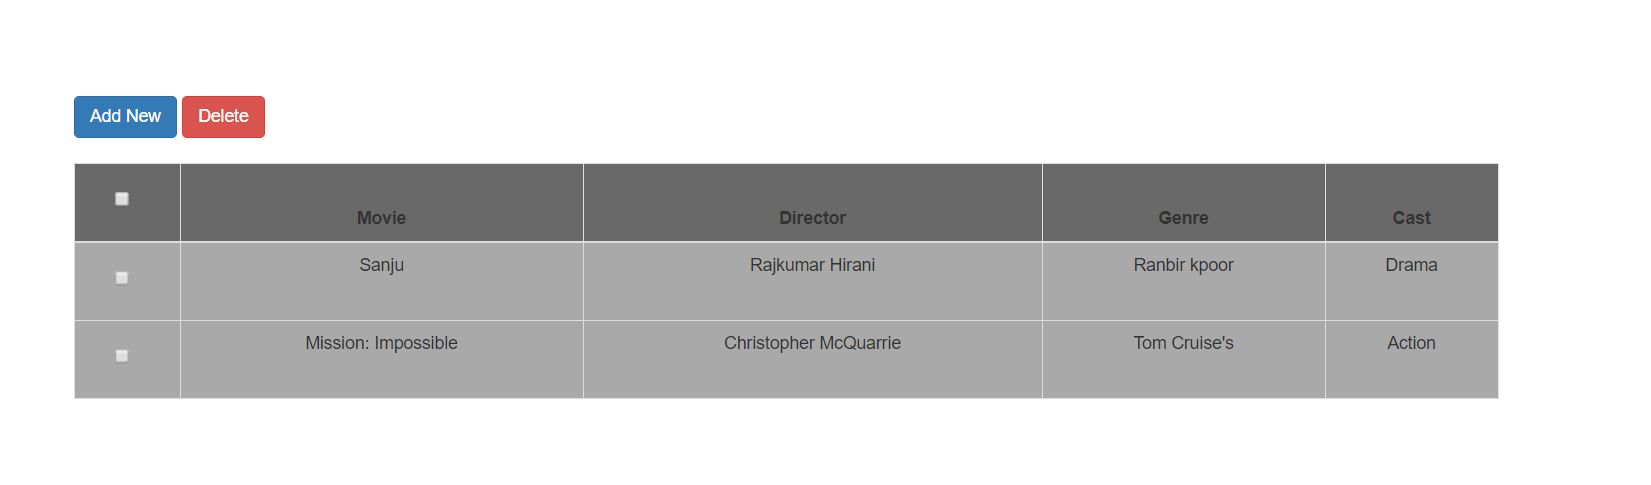 Add New Delete
Movie Director Genre Cast
Sanju Rajkumar Hirani Ranbir kpoor Drama
Mission: Impossible Christopher McQuarrie Tom Cruise's Action